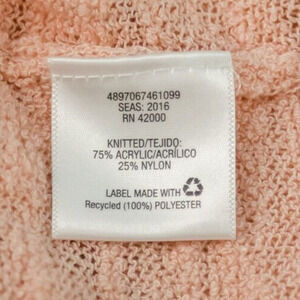 4897067461099
SEAS: 2016
RN 42000
KNITTED/TEJIDO:
75% ACRYLIC/ACRÍLICO
25% NYLON
LABEL MADE WITH
Recycled (100%) POLYESTER